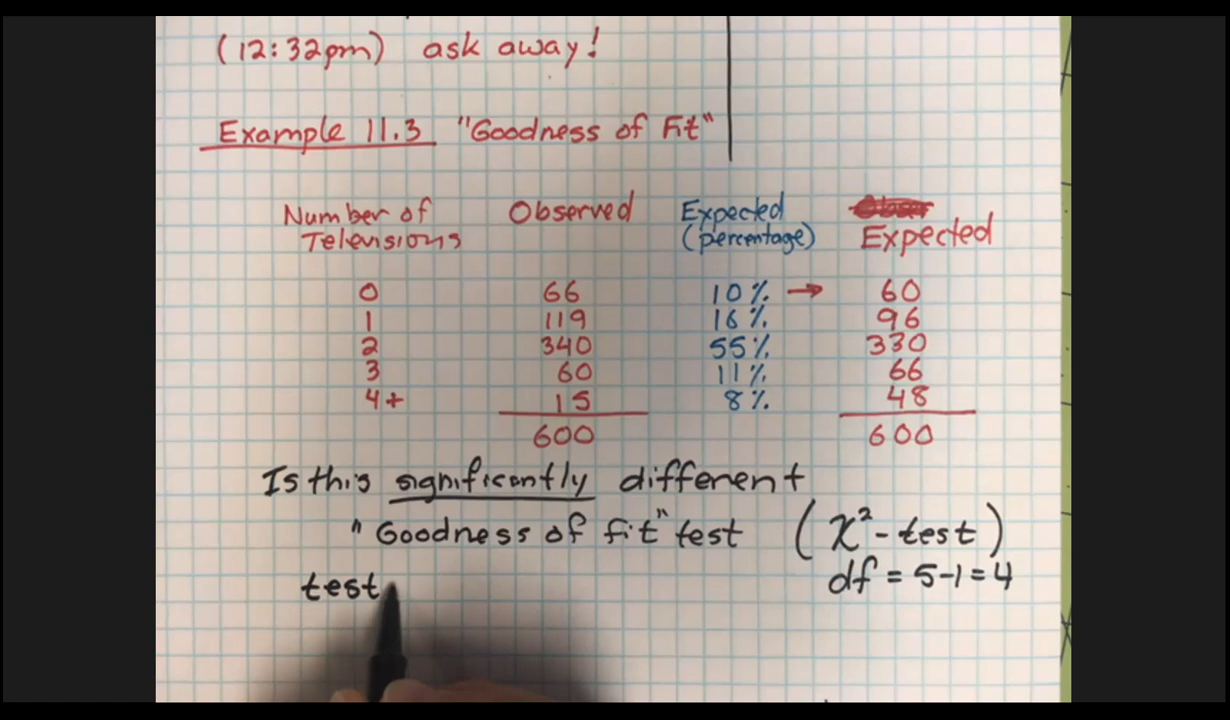 (12:32pm) ask away!
Example 11.3 "Goodness of Fit"
Number of Televisions Observed Expected (percentage) Expected
0 66 10% → 60
1 119 16% 96
2 340 55% 330
3 60 11% 66
4+ 15 8% 48
600 600
Is this significantly different
"Goodness of fit" test (χ²-test)
df = 5-1 = 4
test